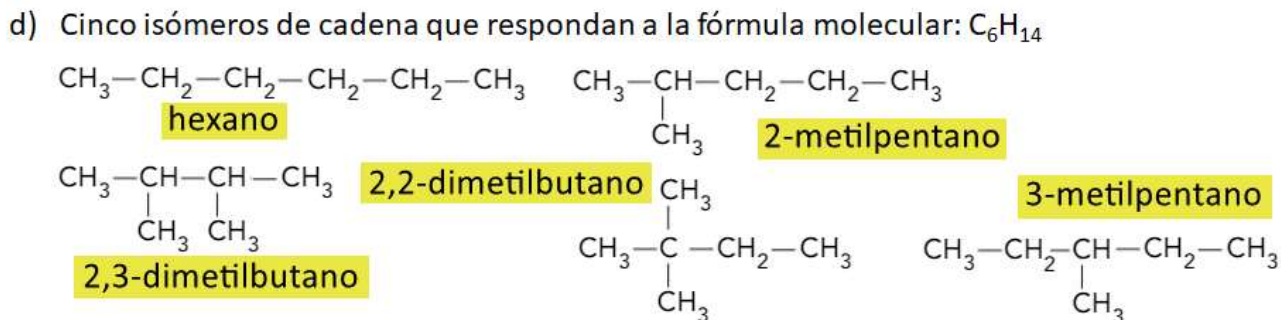 d) Cinco isómeros de cadena que respondan a la fórmula molecular: C₆H₁₄
CH₃—CH₂—CH₂—CH₂—CH₂—CH₃
hexano
CH₃—CH—CH₂—CH₂—CH₃
CH₃
2-metilpentano
CH₃—CH—CH—CH₃
CH₃ CH₃
2,3-dimetilbutano
2,2-dimetilbutano
CH₃
CH₃—C—CH₂—CH₃
CH₃
3-metilpentano
CH₃—CH₂—CH—CH₂—CH₃
CH₃